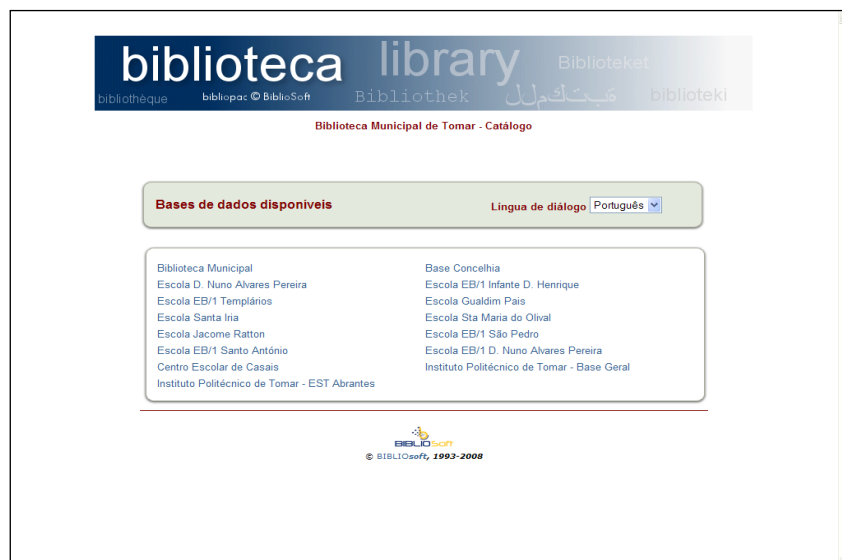 biblioteca library Biblioteket
bibliothèque bibliopac © BiblioSoft Bibliothek ةبتكملل biblioteki
Biblioteca Municipal de Tomar - Catálogo
Bases de dados disponiveis Língua de diálogo Português
Biblioteca Municipal Base Concelhia
Escola D. Nuno Alvares Pereira Escola EB/1 Infante D. Henrique
Escola EB/1 Templários Escola Gualdim Pais
Escola Santa Iria Escola Sta Maria do Olival
Escola Jacome Ratton Escola EB/1 São Pedro
Escola EB/1 Santo António Escola EB/1 D. Nuno Alvares Pereira
Centro Escolar de Casais Instituto Politécnico de Tomar - Base Geral
Instituto Politécnico de Tomar - EST Abrantes
BIBLIOSoft
© BIBLIOsoft, 1993-2008